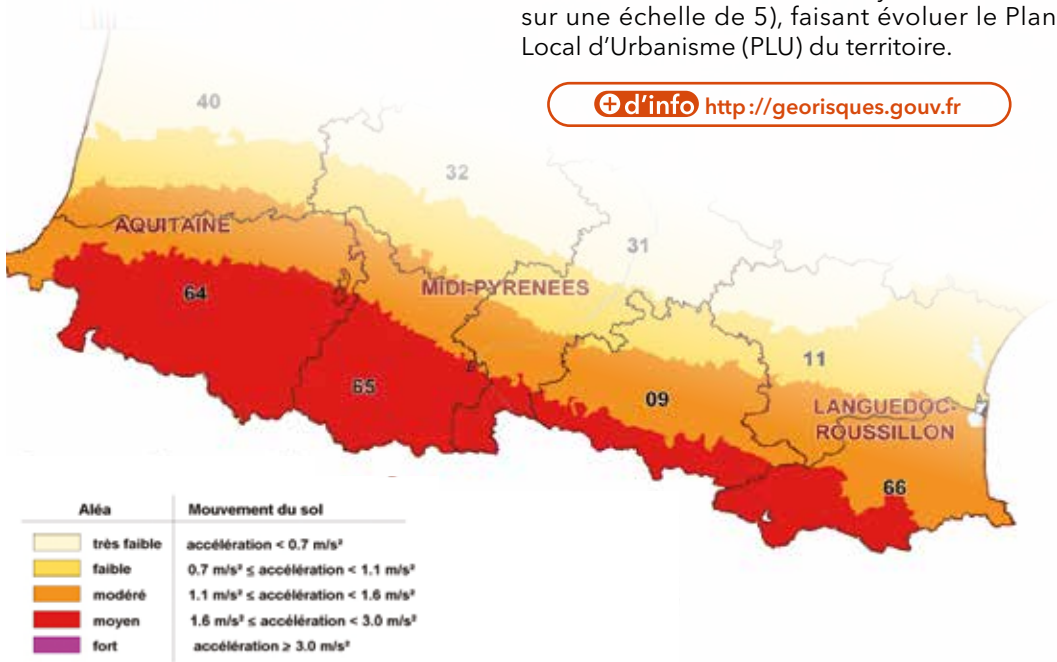 sur une échelle de 5), faisant évoluer le Plan
Local d'Urbanisme (PLU) du territoire.
+ d'info http://georisques.gouv.fr
40
32
31
AQUITAINE
MIDI-PYRENEES
64
65
09
11
LANGUEDOC-
ROUSSILLON
66
Aléa Mouvement du sol
très faible accélération < 0.7 m/s²
faible 0.7 m/s² ≤ accélération < 1.1 m/s²
modéré 1.1 m/s² ≤ accélération < 1.6 m/s²
moyen 1.6 m/s² ≤ accélération < 3.0 m/s²
fort accélération ≥ 3.0 m/s²